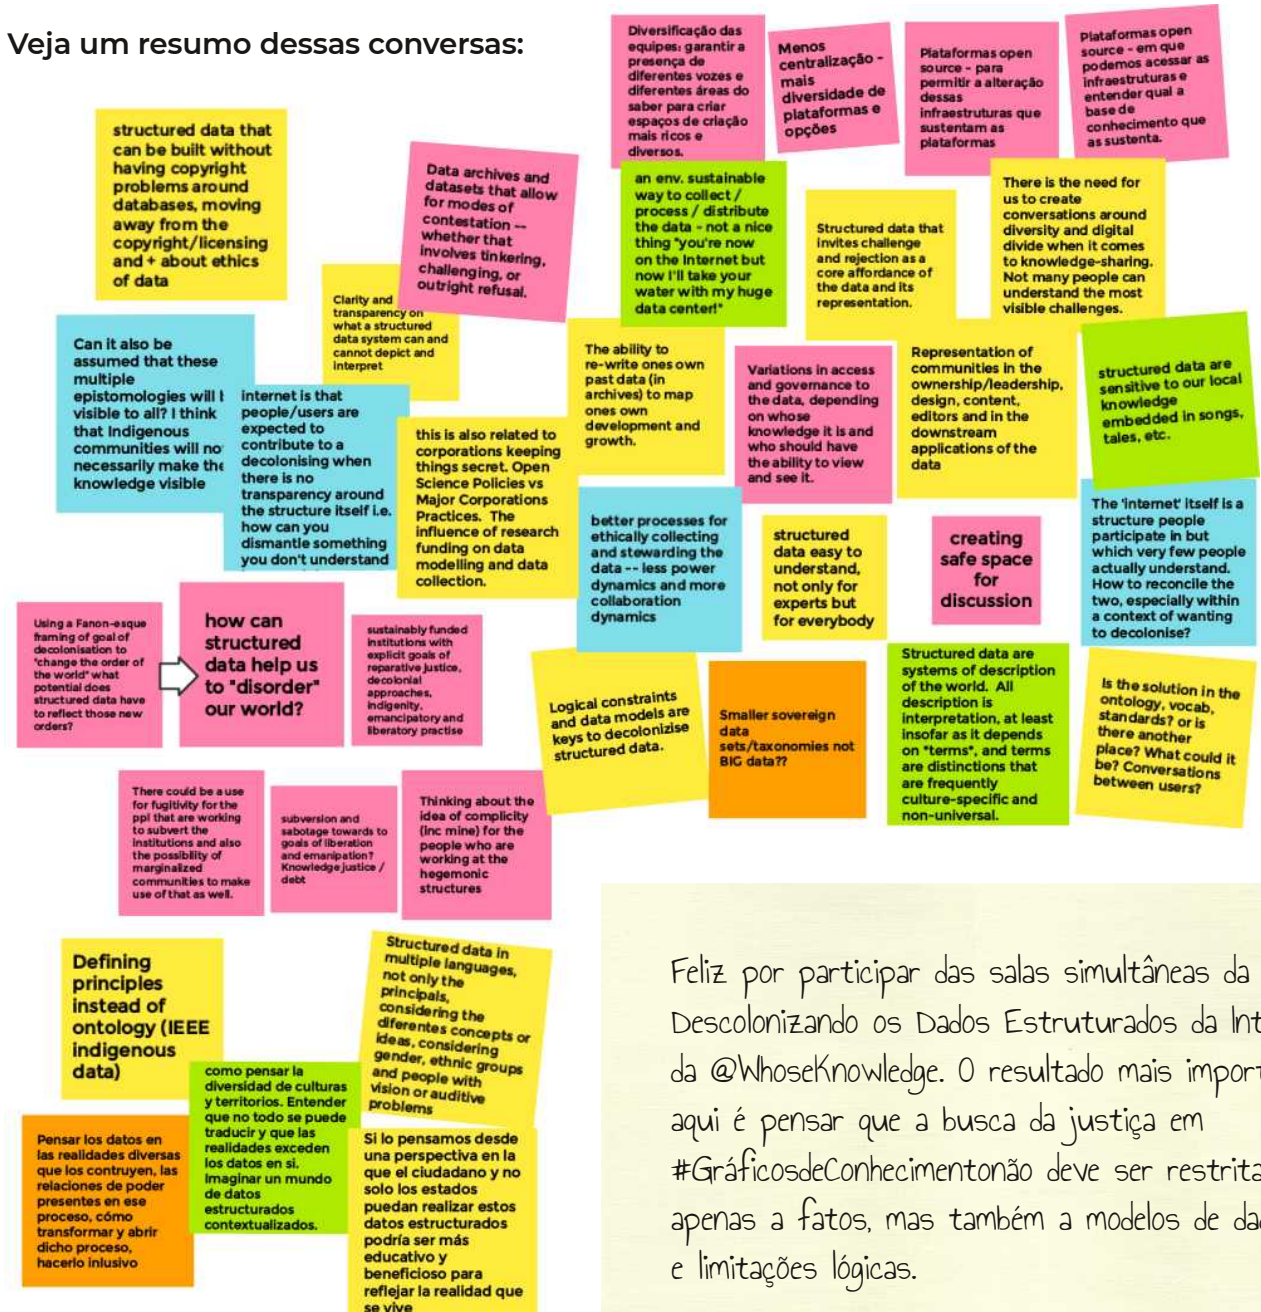 Veja um resumo dessas conversas:
Diversificação das
equipes: garantir a
presença de
diferentes vozes e
diferentes áreas do
saber para criar
espaços de criação
mais ricos e
diversos.
Menos
centralização -
mais
diversidade de
plataformas e
opções
Plataformas open
source - para
permitir a alteração
dessas
infraestruturas que
sustentam as
plataformas
Plataformas open
source - em que
podemos acessar as
infraestruturas e
entender qual a
base de
conhecimento que
as sustenta.
structured data that
can be built without
having copyright
problems around
databases, moving
away from the
copyright/licensing
and + about ethics
of data
Data archives and
datasets that allow
for modes of
contestation --
whether that
involves tinkering,
challenging, or
outright refusal.
an env. sustainable
way to collect /
process / distribute
the data - not a nice
thing "you're now
on the Internet but
now I'll take your
water with my huge
data center!"
Structured data that
invites challenge
and rejection as a
core affordance of
the data and its
representation.
There is the need for
us to create
conversations around
diversity and digital
divide when it comes
to knowledge-sharing.
Not many people can
understand the most
visible challenges.
Clarity and
transparency on
what a structured
data system can and
cannot depict and
interpret
Can it also be
assumed that these
multiple
epistomologies will
visible to all? I think
that Indigenous
communities will no
necessarily make the
knowledge visible
internet is that
people/users are
expected to
contribute to a
decolonising when
there is no
transparency around
the structure itself i.e.
how can you
dismantle something
you don't understand
this is also related to
corporations keeping
things secret. Open
Science Policies vs
Major Corporations
Practices. The
influence of research
funding on data
modelling and data
collection.
The ability to
re-write ones own
past data (in
archives) to map
ones own
development and
growth.
Variations in access
and governance to
the data, depending
on whose
knowledge it is and
who should have
the ability to view
and see it.
Representation of
communities in the
ownership/leadership,
design, content,
editors and in the
downstream
applications of the
data
structured data are
sensitive to our local
knowledge
embedded in songs,
tales, etc.
better processes for
ethically collecting
and stewarding the
data -- less power
dynamics and more
collaboration
dynamics
structured
data easy to
understand,
not only for
experts but
for everybody
creating
safe space
for
discussion
The 'internet' itself is a
structure people
participate in but
which very few people
actually understand.
How to reconcile the
two, especially within
a context of wanting
to decolonise?
Using a Fanon-esque
framing of goal of
decolonisation to
"change the order of
the world" what
potential does
structured data have
to reflect those new
orders?
how can
structured
data help us
to "disorder"
our world?
sustainably funded
institutions with
explicit goals of
reparative justice,
decolonial
approaches,
indigenity,
emancipatory and
liberatory practise
Logical constraints
and data models are
keys to decolonizise
structured data.
Smaller sovereign
data
sets/taxonomies not
BIG data??
Structured data are
systems of description
of the world. All
description is
interpretation, at least
insofar as it depends
on *terms*, and terms
are distinctions that
are frequently
culture-specific and
non-universal.
Is the solution in the
ontology, vocab,
standards? or is
there another
place? What could it
be? Conversations
between users?
There could be a use
for fugitivity for the
ppl that are working
to subvert the
institutions and also
the possibility of
marginalized
communities to make
use of that as well.
subversion and
sabotage towards to
goals of liberation
and emanipation?
Knowledge justice /
debt
Thinking about the
idea of complicity
(inc mine) for the
people who are
working at the
hegemonic
structures
Defining
principles
instead of
ontology (IEEE
indigenous
data)
Structured data in
multiple languages,
not only the
principals,
considering the
diferentes concepts or
ideas, considering
gender, ethnic groups
and people with
vision or auditive
problems
como pensar la
diversidad de culturas
y territorios. Entender
que no todo se puede
traducir y que las
realidades exceden
los datos en si.
Imaginar un mundo
de datos
estructurados
contextualizados.
Pensar los datos en
las realidades diversas
que los contruyen, las
relaciones de poder
presentes en ese
proceso, cómo
transformar y abrir
dicho proceso,
hacerlo inlusivo
Si lo pensamos desde
una perspectiva en la
que el ciudadano y no
solo los estados
puedan realizar estos
datos estructurados
podría ser más
educativo y
beneficioso para
reflejar la realidad que
se vive
Feliz por participar das salas simultâneas da
Descolonizando os Dados Estruturados da Int
da @WhoseKnowledge. O resultado mais impor
aqui é pensar que a busca da justiça em
#GráficosdeConhecimentonão deve ser restrita
apenas a fatos, mas também a modelos de da
e limitações lógicas.